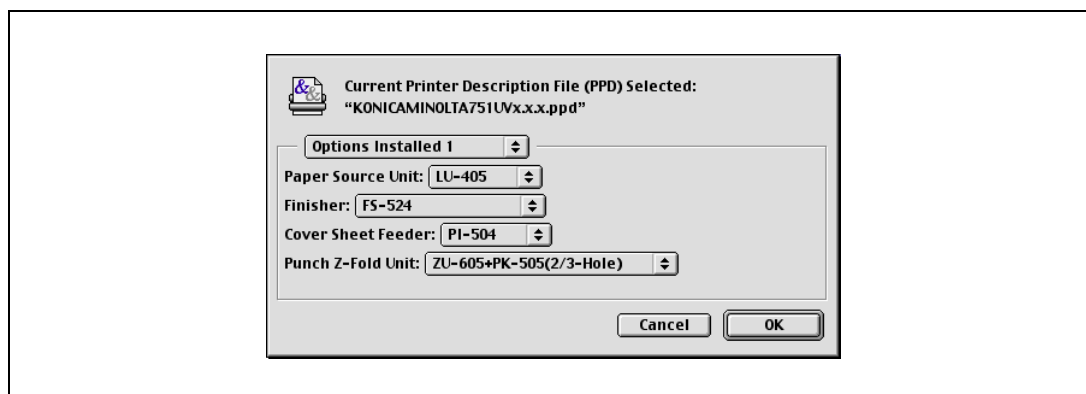 Current Printer Description File (PPD) Selected:
“KONICAMINOLTA751UVx.x.x.ppd”
Options Installed 1
Paper Source Unit: LU-405
Finisher: FS-524
Cover Sheet Feeder: PI-504
Punch Z-Fold Unit: ZU-605+PK-505(2/3-Hole)
Cancel OK